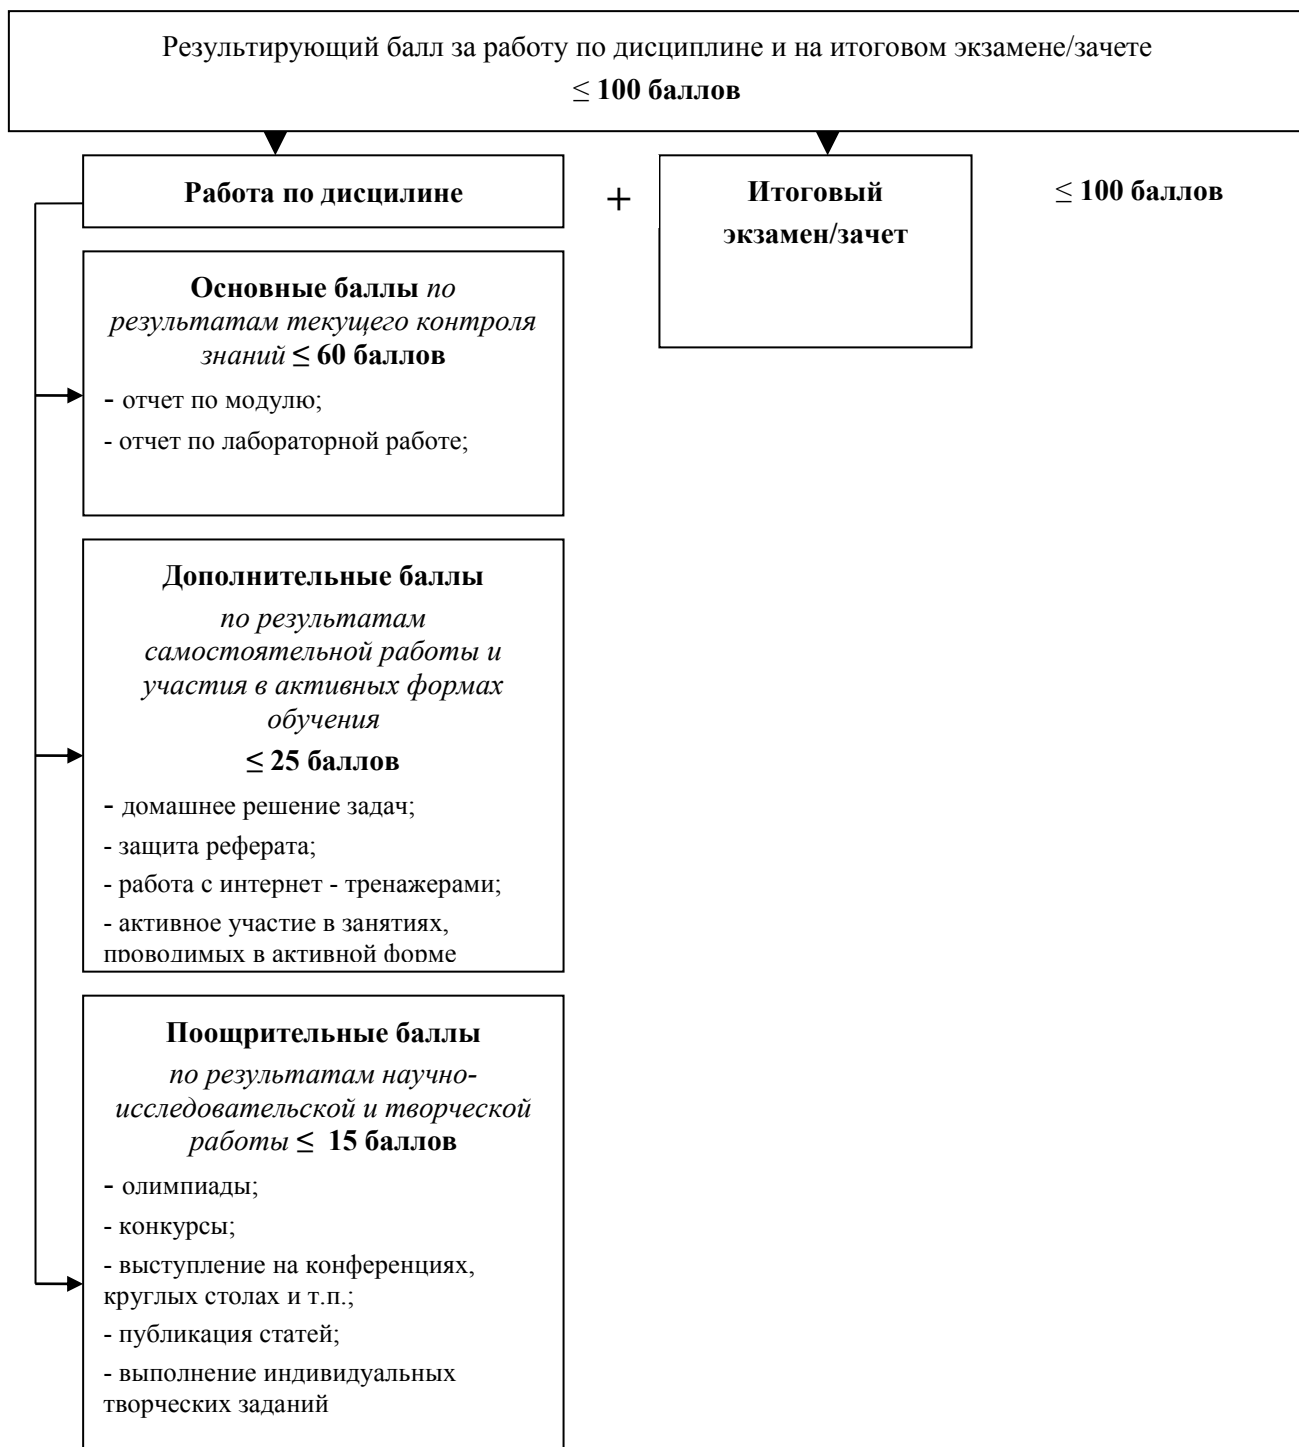 Результирующий балл за работу по дисциплине и на итоговом экзамене/зачете
≤ 100 баллов
Работа по дисцилине
+
Итоговый
экзамен/зачет
≤ 100 баллов
Основные баллы по
результатам текущего контроля
знаний ≤ 60 баллов
- отчет по модулю;
- отчет по лабораторной работе;
Дополнительные баллы
по результатам
самостоятельной работы и
участия в активных формах
обучения
≤ 25 баллов
- домашнее решение задач;
- защита реферата;
- работа с интернет - тренажерами;
- активное участие в занятиях,
проводимых в активной форме
Поощрительные баллы
по результатам научно-
исследовательской и творческой
работы ≤ 15 баллов
- олимпиады;
- конкурсы;
- выступление на конференциях,
круглых столах и т.п.;
- публикация статей;
- выполнение индивидуальных
творческих заданий